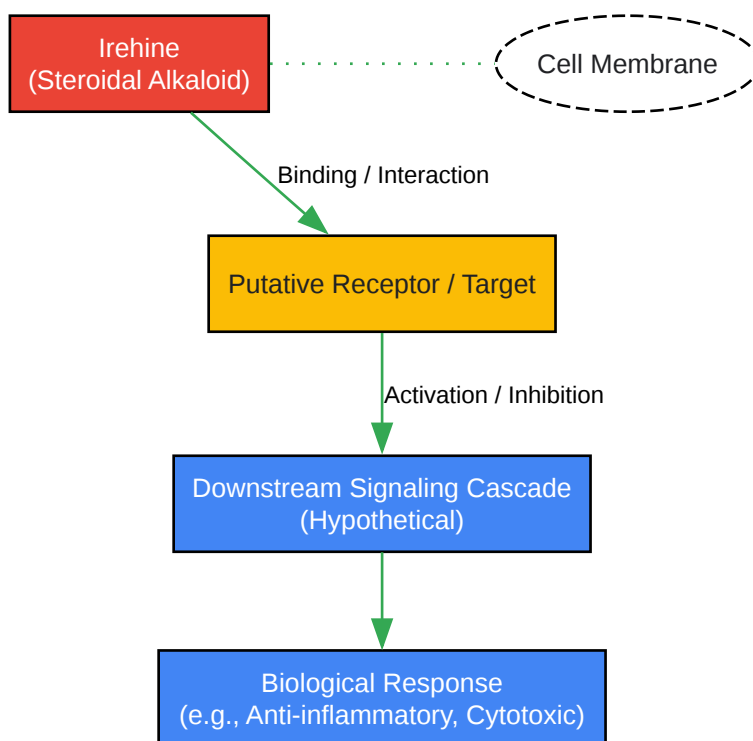 Irehine
(Steroidal Alkaloid)
Cell Membrane
Binding / Interaction
Putative Receptor / Target
Activation / Inhibition
Downstream Signaling Cascade
(Hypothetical)
Biological Response
(e.g., Anti-inflammatory, Cytotoxic)